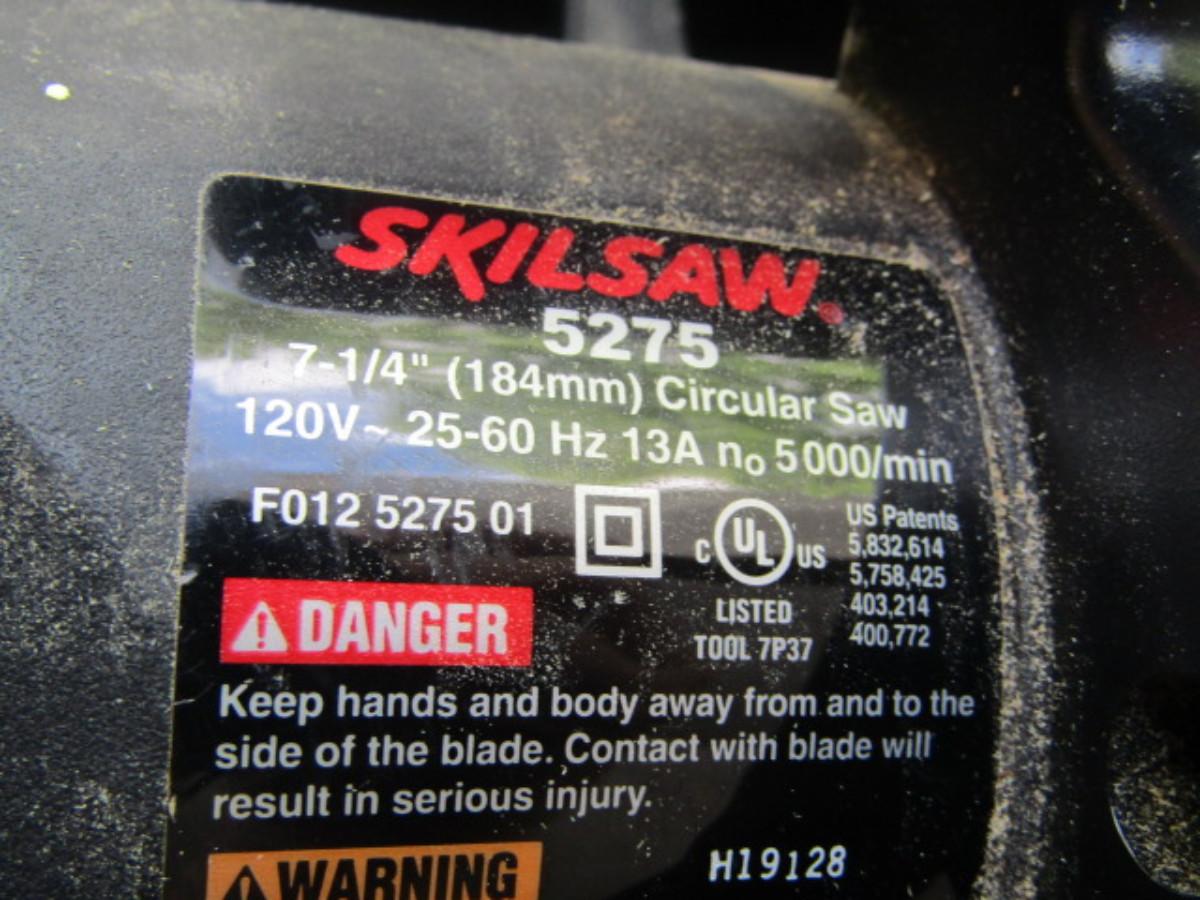 SKILSAW®
5275
7-1/4" (184mm) Circular Saw
120V~ 25-60 Hz 13A no 5000/min
F012 5275 01
C UL US
LISTED
TOOL 7P37
US Patents
5,832,614
5,758,425
403,214
400,772
DANGER
Keep hands and body away from and to the
side of the blade. Contact with blade will
result in serious injury.
WARNING
H19128